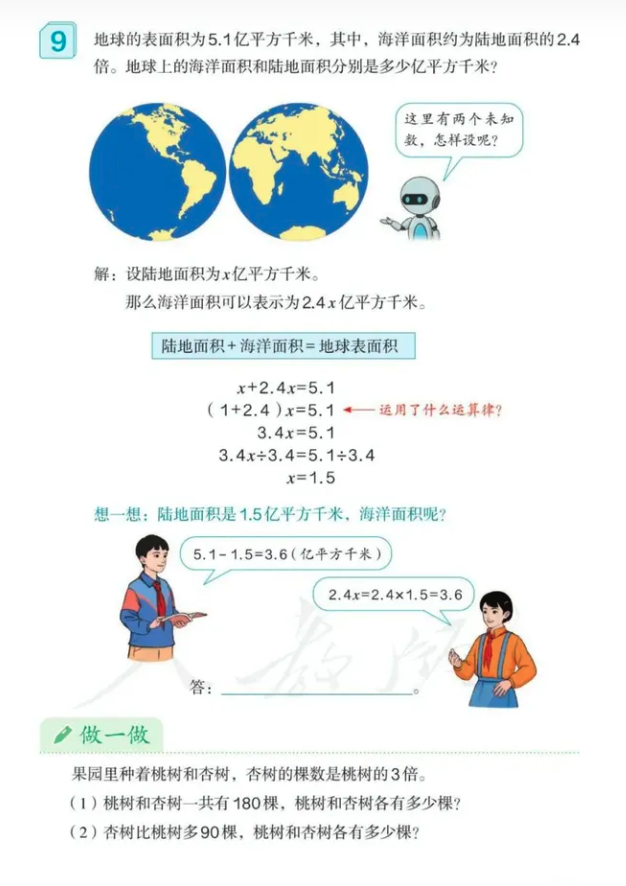 9
地球的表面积为5.1亿平方千米，其中，海洋面积约为陆地面积的2.4
倍。地球上的海洋面积和陆地面积分别是多少亿平方千米？
这里有两个未知
数，怎样设呢？
解：设陆地面积为x亿平方千米。
那么海洋面积可以表示为2.4x亿平方千米。
陆地面积+海洋面积=地球表面积
x+2.4x=5.1
（1+2.4）x=5.1 运用了什么运算律？
3.4x=5.1
3.4x÷3.4=5.1÷3.4
x=1.5
想一想：陆地面积是1.5亿平方千米，海洋面积呢？
5.1-1.5=3.6（亿平方千米）
2.4x=2.4×1.5=3.6
人教版
答：＿＿＿＿＿＿＿＿。
做一做
果园里种着桃树和杏树，杏树的棵数是桃树的3倍。
（1）桃树和杏树一共有180棵，桃树和杏树各有多少棵？
（2）杏树比桃树多90棵，桃树和杏树各有多少棵？